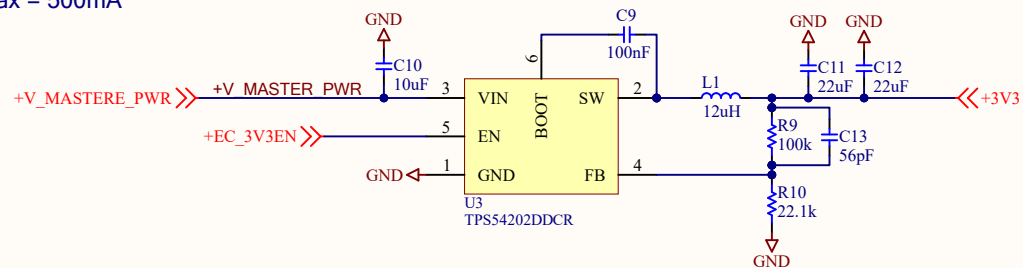 ax = 500mA
GND
C9
100nF
GND
GND
C10
10uF
6
C11
22uF
C12
22uF
+V_MASTERE_PWR
+V_MASTER_PWR
3
VIN
BOOT
SW
2
L1
12uH
+3V3
+EC_3V3EN
5
EN
R9
100k
C13
56pF
GND
1
GND
FB
4
U3
TPS54202DDCR
R10
22.1k
GND